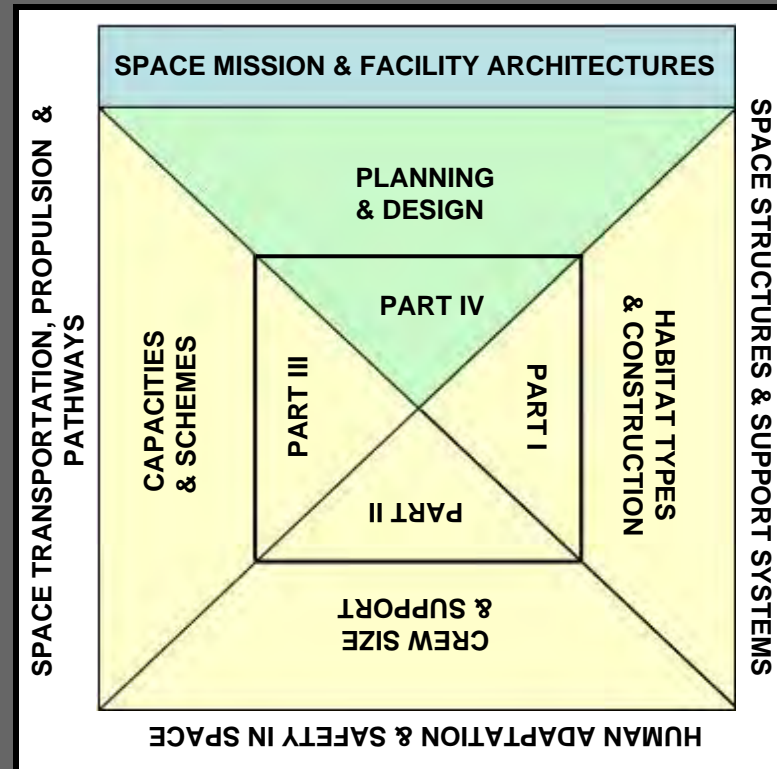 SPACE MISSION & FACILITY ARCHITECTURES
PLANNING
& DESIGN
PART IV
SPACE TRANSPORTATION, PROPULSION &
PATHWAYS
CAPACITIES
& SCHEMES
PART III
PART I
HABITAT TYPES
& CONSTRUCTION
SPACE STRUCTURES & SUPPORT SYSTEMS
PART II
CREW SIZE
& SUPPORT
HUMAN ADAPTATION & SAFETY IN SPACE